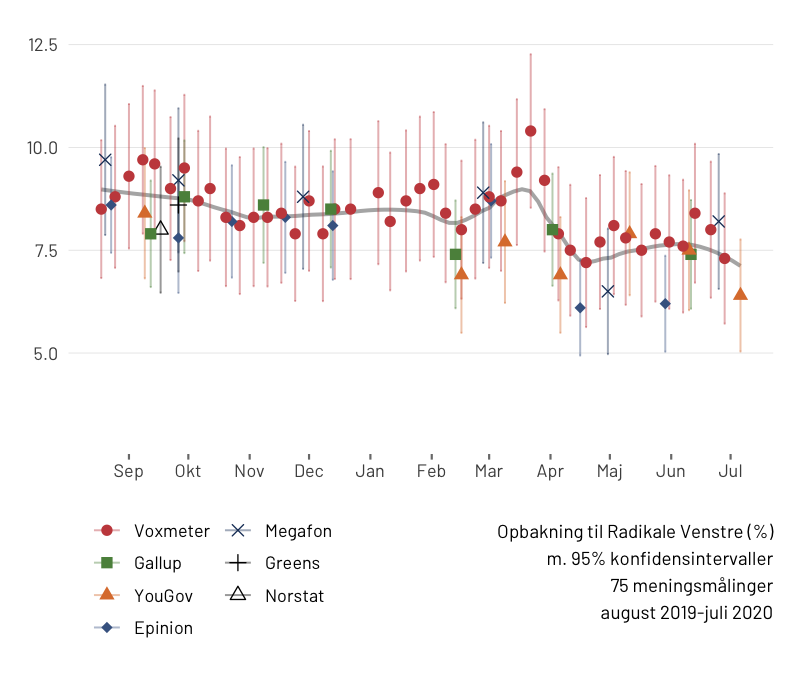 12.5
10.0
7.5
5.0
Sep Okt Nov Dec Jan Feb Mar Apr Maj Jun Jul
Voxmeter Megafon
Gallup Greens
YouGov Norstat
Epinion
Opbakning til Radikale Venstre (%)
m. 95% konfidensintervaller
75 meningsmålinger
august 2019-juli 2020